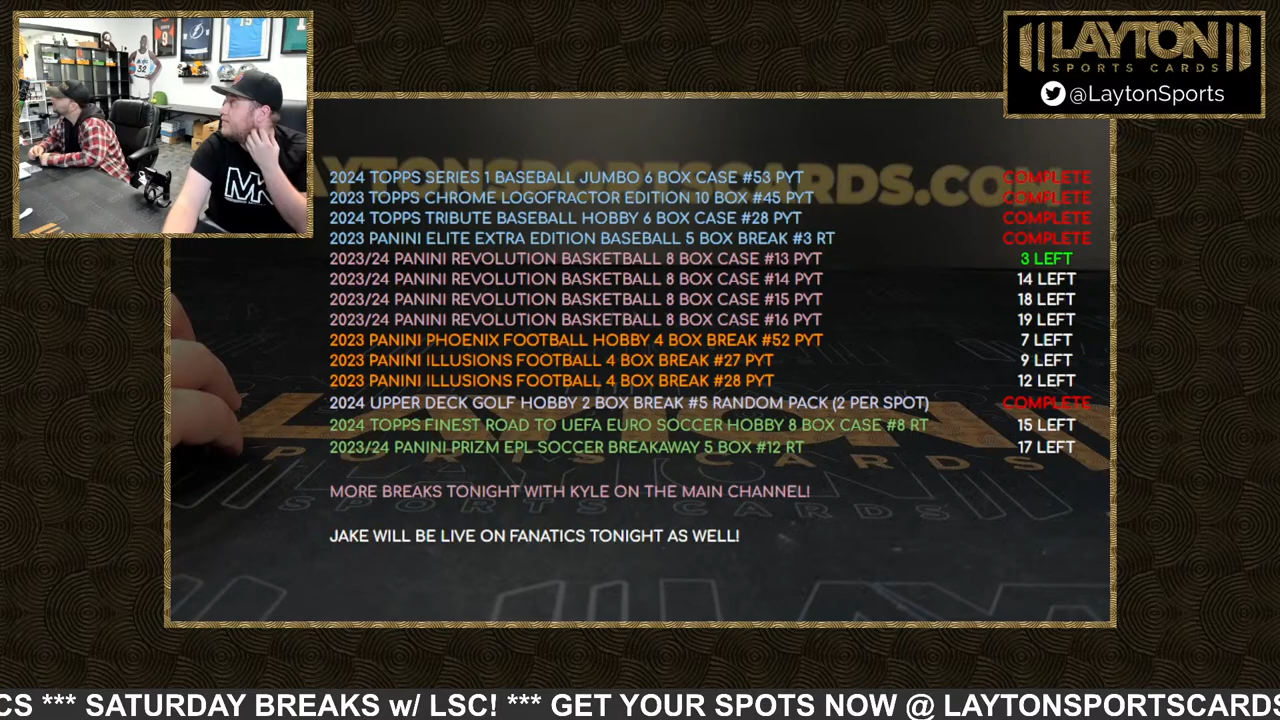 LAYTON
SPORTS CARDS
@LaytonSports
2024 TOPPS SERIES 1 BASEBALL JUMBO 6 BOX CASE #53 PYT COMPLETE
2023 TOPPS CHROME LOGOFRACTOR EDITION 10 BOX #45 PYT COMPLETE
2024 TOPPS TRIBUTE BASEBALL HOBBY 6 BOX CASE #28 PYT COMPLETE
2023 PANINI ELITE EXTRA EDITION BASEBALL 5 BOX BREAK #3 RT COMPLETE
2023/24 PANINI REVOLUTION BASKETBALL 8 BOX CASE #13 PYT 3 LEFT
2023/24 PANINI REVOLUTION BASKETBALL 8 BOX CASE #14 PYT 14 LEFT
2023/24 PANINI REVOLUTION BASKETBALL 8 BOX CASE #15 PYT 18 LEFT
2023/24 PANINI REVOLUTION BASKETBALL 8 BOX CASE #16 PYT 19 LEFT
2023 PANINI PHOENIX FOOTBALL HOBBY 4 BOX BREAK #52 PYT 7 LEFT
2023 PANINI ILLUSIONS FOOTBALL 4 BOX BREAK #27 PYT 9 LEFT
2023 PANINI ILLUSIONS FOOTBALL 4 BOX BREAK #28 PYT 12 LEFT
2024 UPPER DECK GOLF HOBBY 2 BOX BREAK #5 RANDOM PACK (2 PER SPOT) COMPLETE
2024 TOPPS FINEST ROAD TO UEFA EURO SOCCER HOBBY 8 BOX CASE #8 RT 15 LEFT
2023/24 PANINI PRIZM EPL SOCCER BREAKAWAY 5 BOX #12 RT 17 LEFT
MORE BREAKS TONIGHT WITH KYLE ON THE MAIN CHANNEL!
JAKE WILL BE LIVE ON FANATICS TONIGHT AS WELL!
CS *** SATURDAY BREAKS w/ LSC! *** GET YOUR SPOTS NOW @ LAYTONSPORTSCARDS